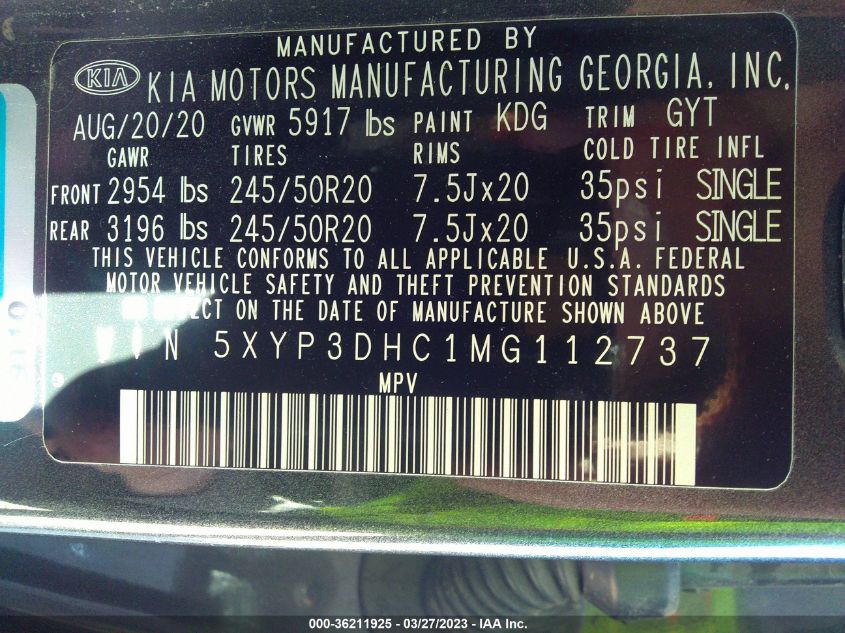 MANUFACTURED BY
KIA KIA MOTORS MANUFACTURING GEORGIA, INC.
AUG/20/20 GVWR 5917 lbs PAINT KDG TRIM GYT
GAWR TIRES RIMS COLD TIRE INFL
FRONT 2954 lbs 245/50R20 7.5Jx20 35psi SINGLE
REAR 3196 lbs 245/50R20 7.5Jx20 35psi SINGLE
THIS VEHICLE CONFORMS TO ALL APPLICABLE U.S.A. FEDERAL
MOTOR VEHICLE SAFETY AND THEFT PREVENTION STANDARDS
ECT ON THE DATE OF MANUFACTURE SHOWN ABOVE
VIN 5XYP3DHC1MG112737
MPV
000-36211925 - 03/27/2023 - IAA Inc.